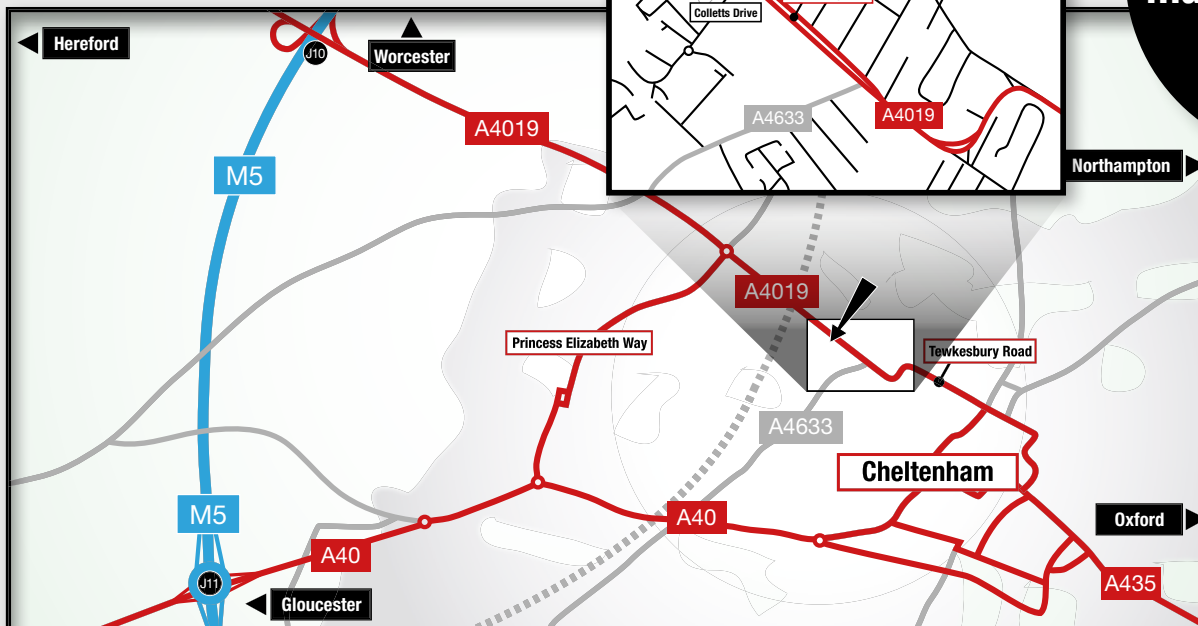 Colletts Drive
Hereford
J10
Worcester
A4019
A4633
A4019
M5
Northampton
A4019
Princess Elizabeth Way
Tewkesbury Road
A4633
Cheltenham
M5
A40
Oxford
A40
J11
A435
Gloucester